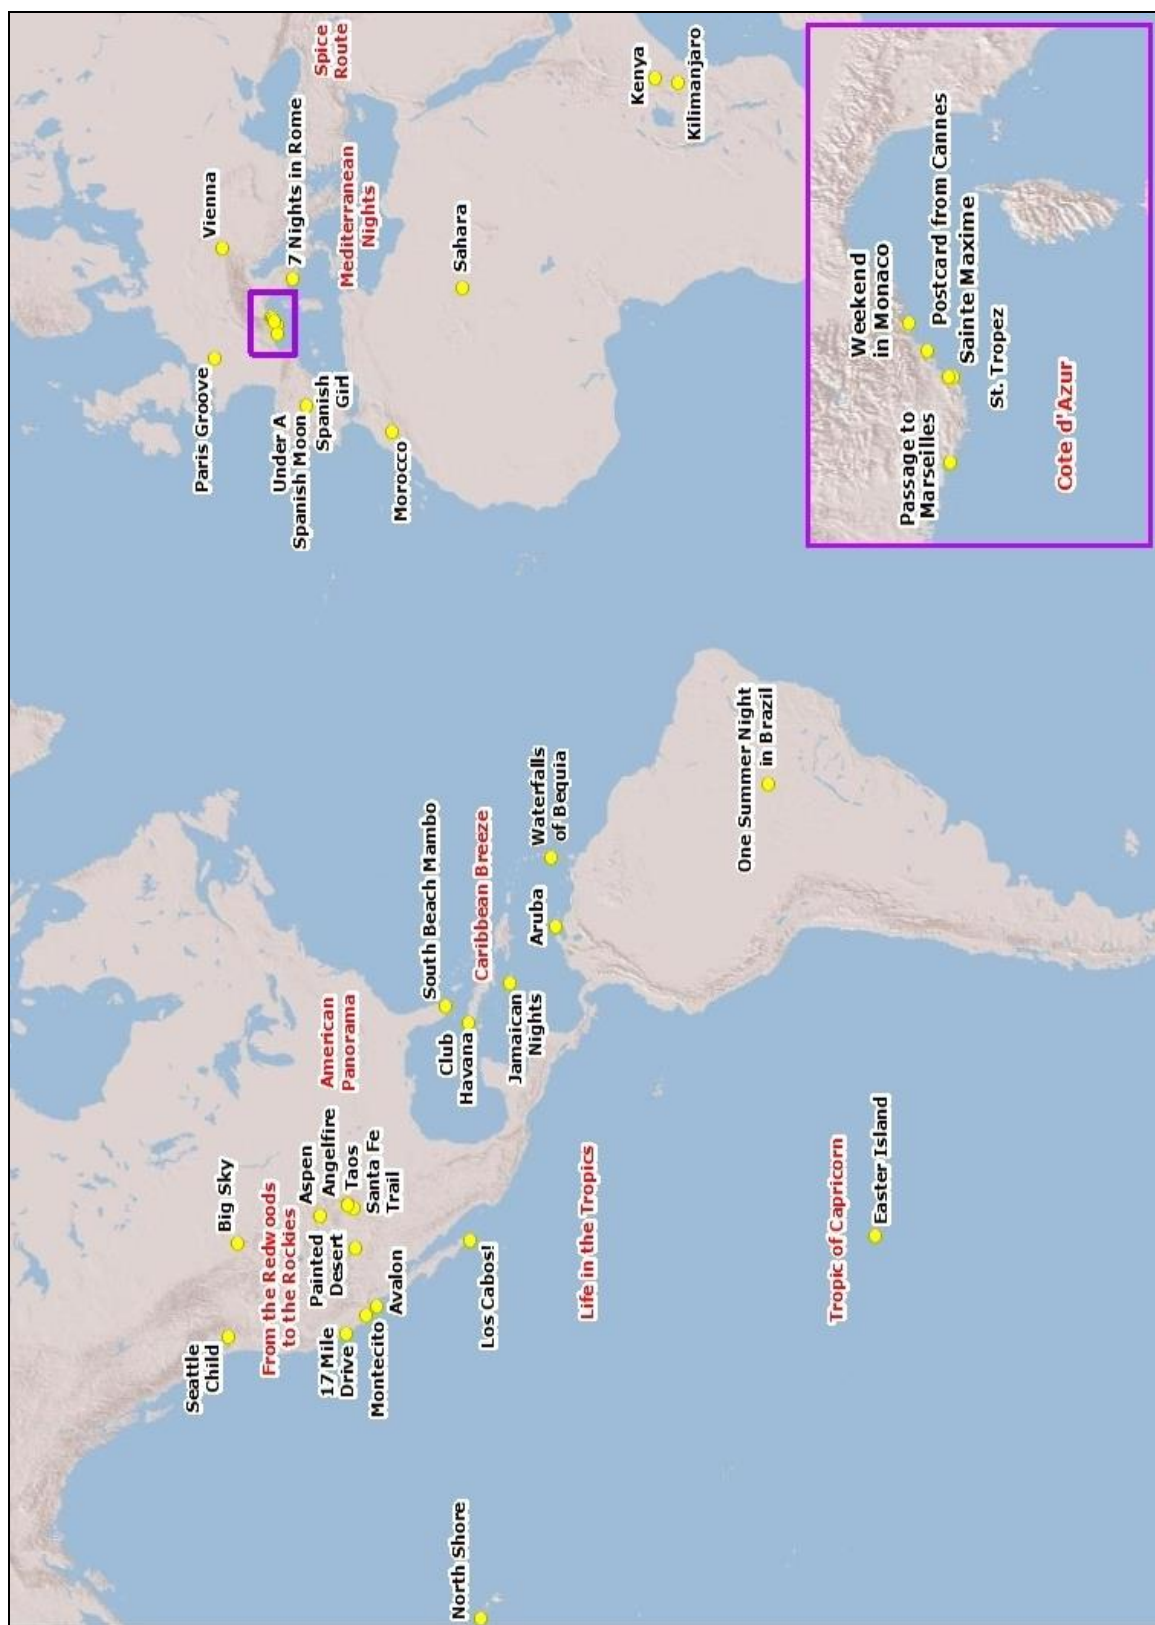 North Shore
Seattle
Child
From the Redwoods
to the Rockies
Big Sky
17 Mile
Drive
Montecito
Avalon
Painted
Desert
Aspen
Angelfire
Taos
Santa Fe
Trail
American
Panorama
Los Cabos!
Life in the Tropics
Tropic of Capricorn
Easter Island
Club
Havana
South Beach Mambo
Caribbean Breeze
Jamaican
Nights
Aruba
Waterfalls
of Bequia
One Summer Night
in Brazil
Paris Groove
Vienna
Under A
Spanish Moon
Spanish
Girl
Morocco
7 Nights in Rome
Mediterranean
Nights
Spice
Route
Sahara
Kenya
Kilimanjaro
Weekend
in Monaco
Postcard from Cannes
Sainte Maxime
St. Tropez
Passage to
Marseilles
Cote d'Azur